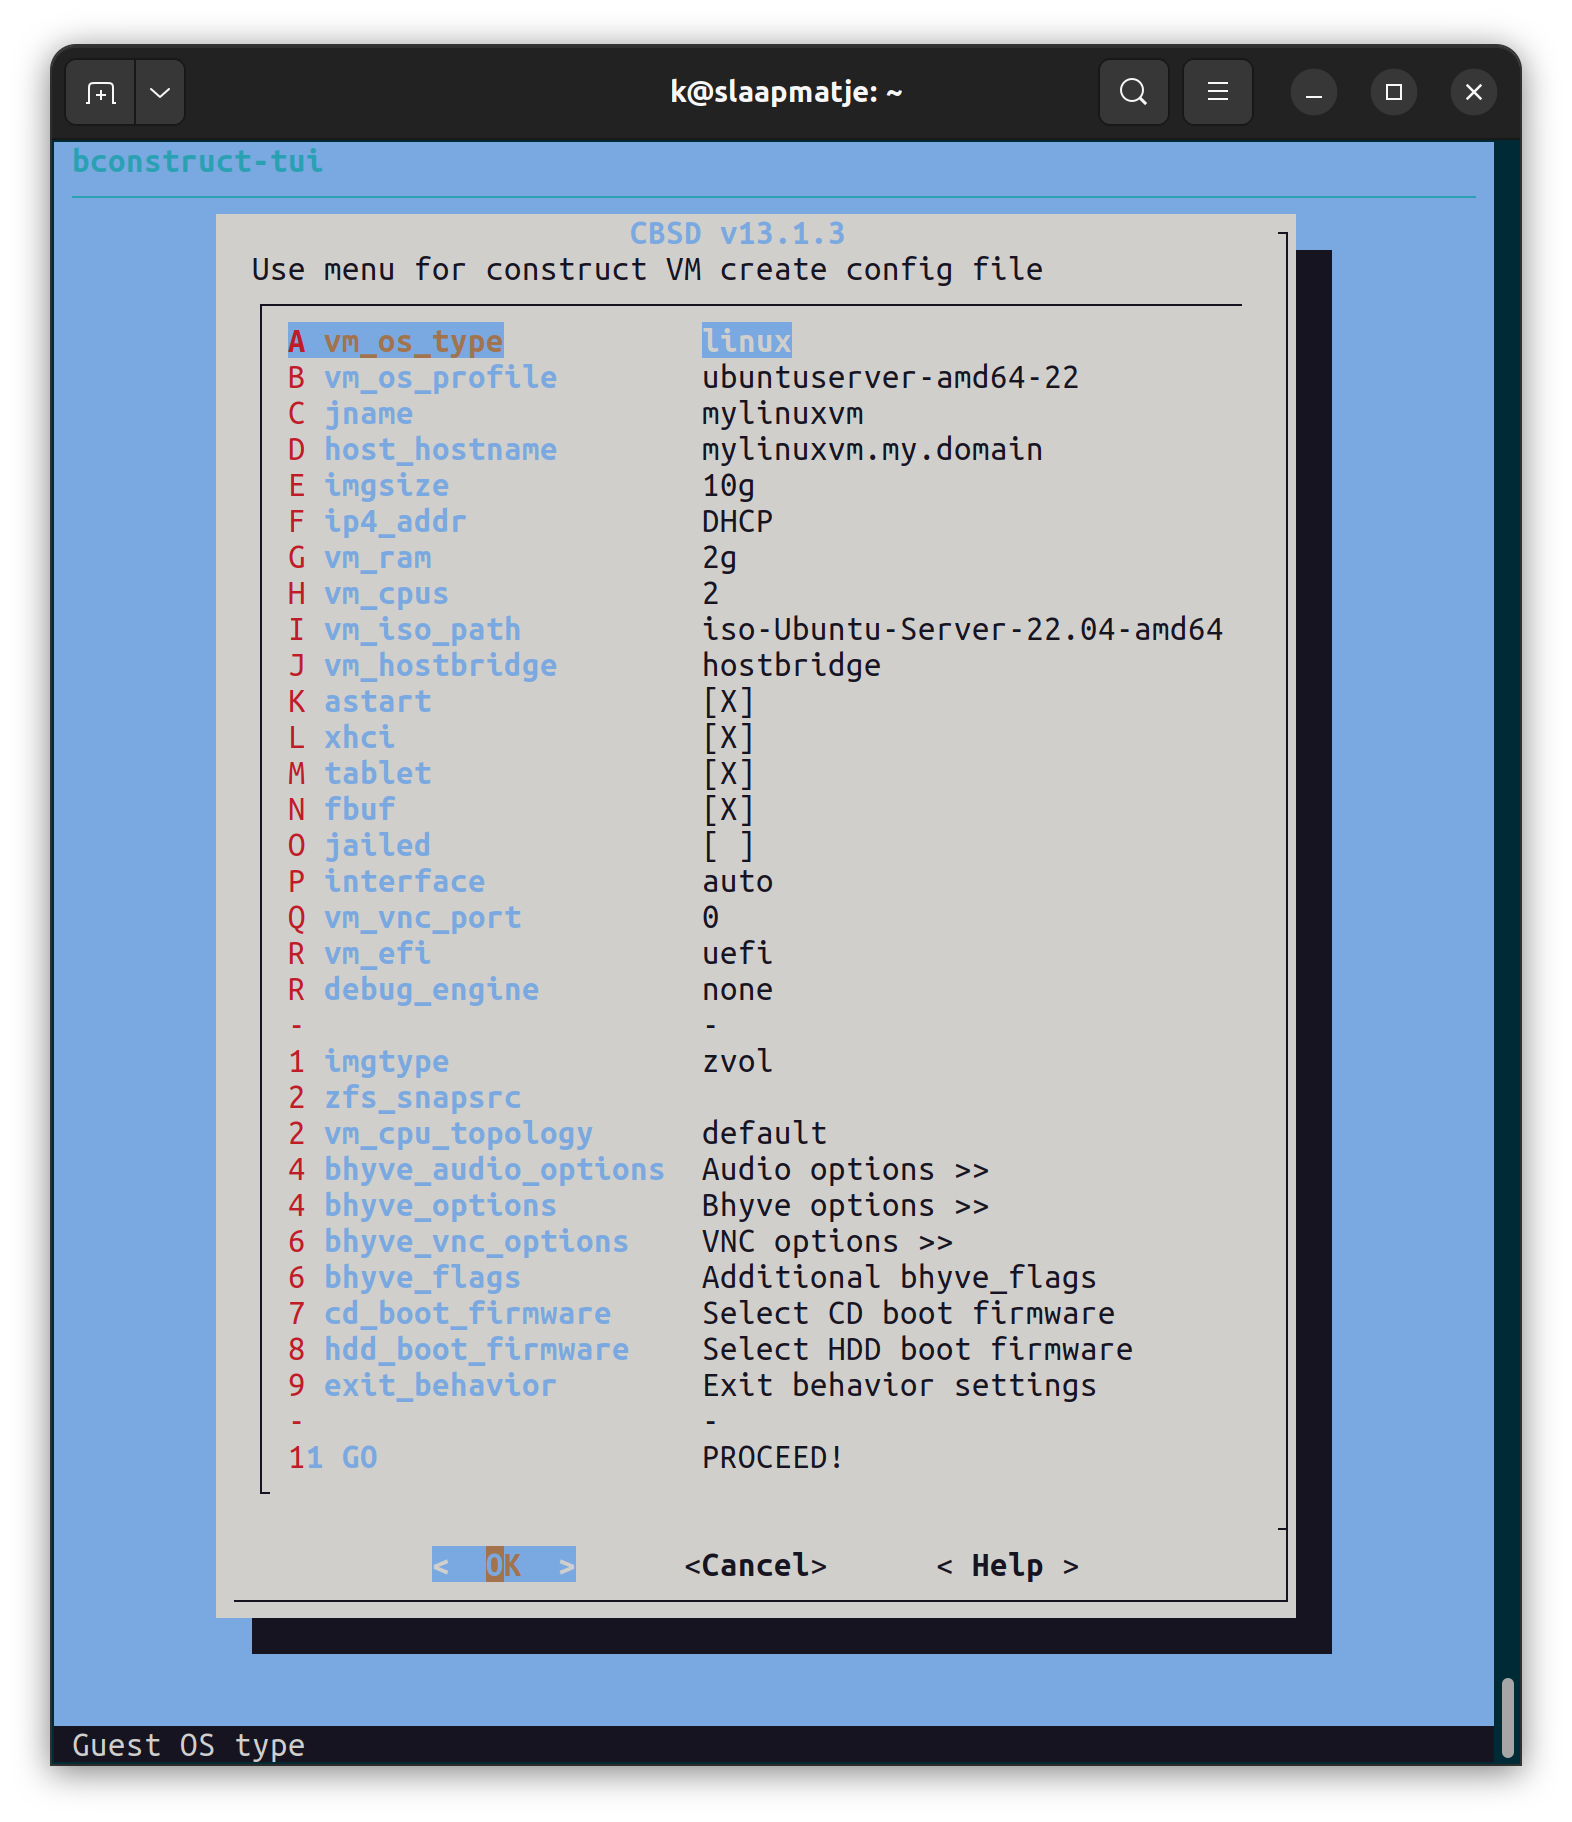 k@slaapmatje: ~
bconstruct-tui
CBSD v13.1.3
Use menu for construct VM create config file
A vm_os_type linux
B vm_os_profile ubuntuserver-amd64-22
C jname mylinuxvm
D host_hostname mylinuxvm.my.domain
E imgsize 10g
F ip4_addr DHCP
G vm_ram 2g
H vm_cpus 2
I vm_iso_path iso-Ubuntu-Server-22.04-amd64
J vm_hostbridge hostbridge
K astart [X]
L xhci [X]
M tablet [X]
N fbuf [X]
O jailed [ ]
P interface auto
Q vm_vnc_port 0
R vm_efi uefi
R debug_engine none
- -
1 imgtype zvol
2 zfs_snapsrc
2 vm_cpu_topology default
4 bhyve_audio_options Audio options >>
4 bhyve_options Bhyve options >>
6 bhyve_vnc_options VNC options >>
6 bhyve_flags Additional bhyve_flags
7 cd_boot_firmware Select CD boot firmware
8 hdd_boot_firmware Select HDD boot firmware
9 exit_behavior Exit behavior settings
- -
11 GO PROCEED!
< OK > <Cancel> < Help >
Guest OS type